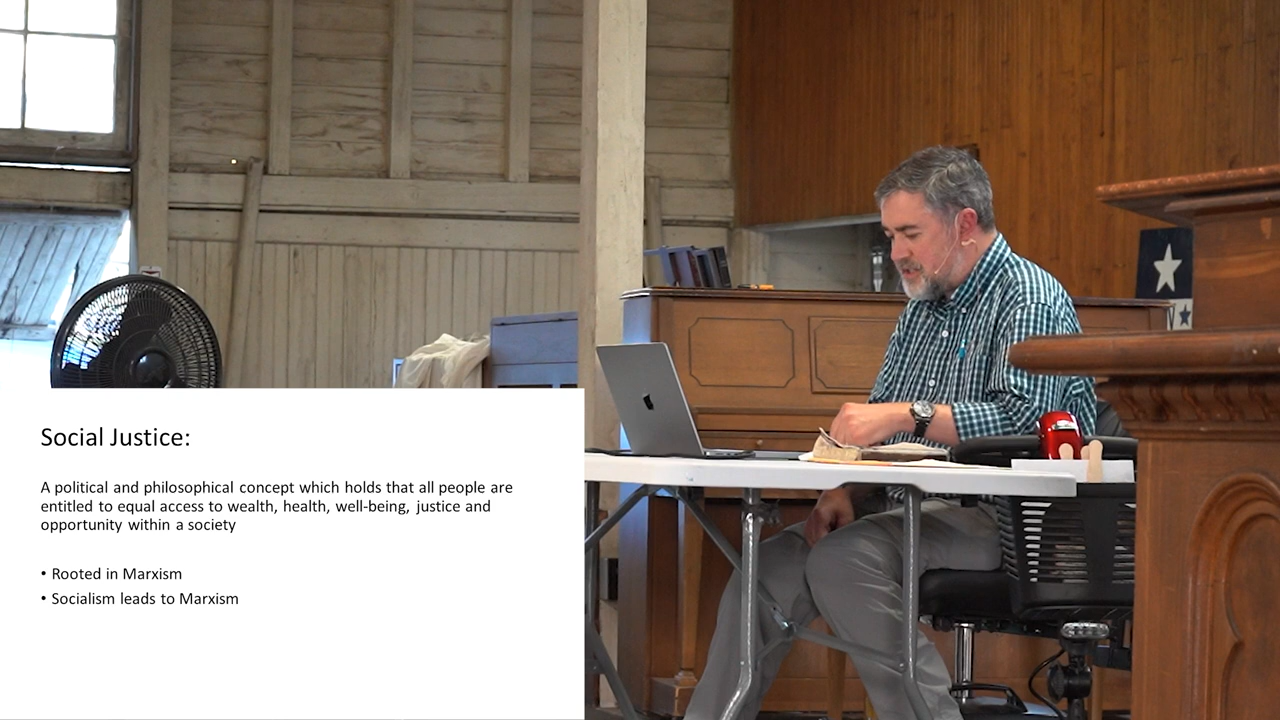 Social Justice:
A political and philosophical concept which holds that all people are
entitled to equal access to wealth, health, well-being, justice and
opportunity within a society
• Rooted in Marxism
• Socialism leads to Marxism